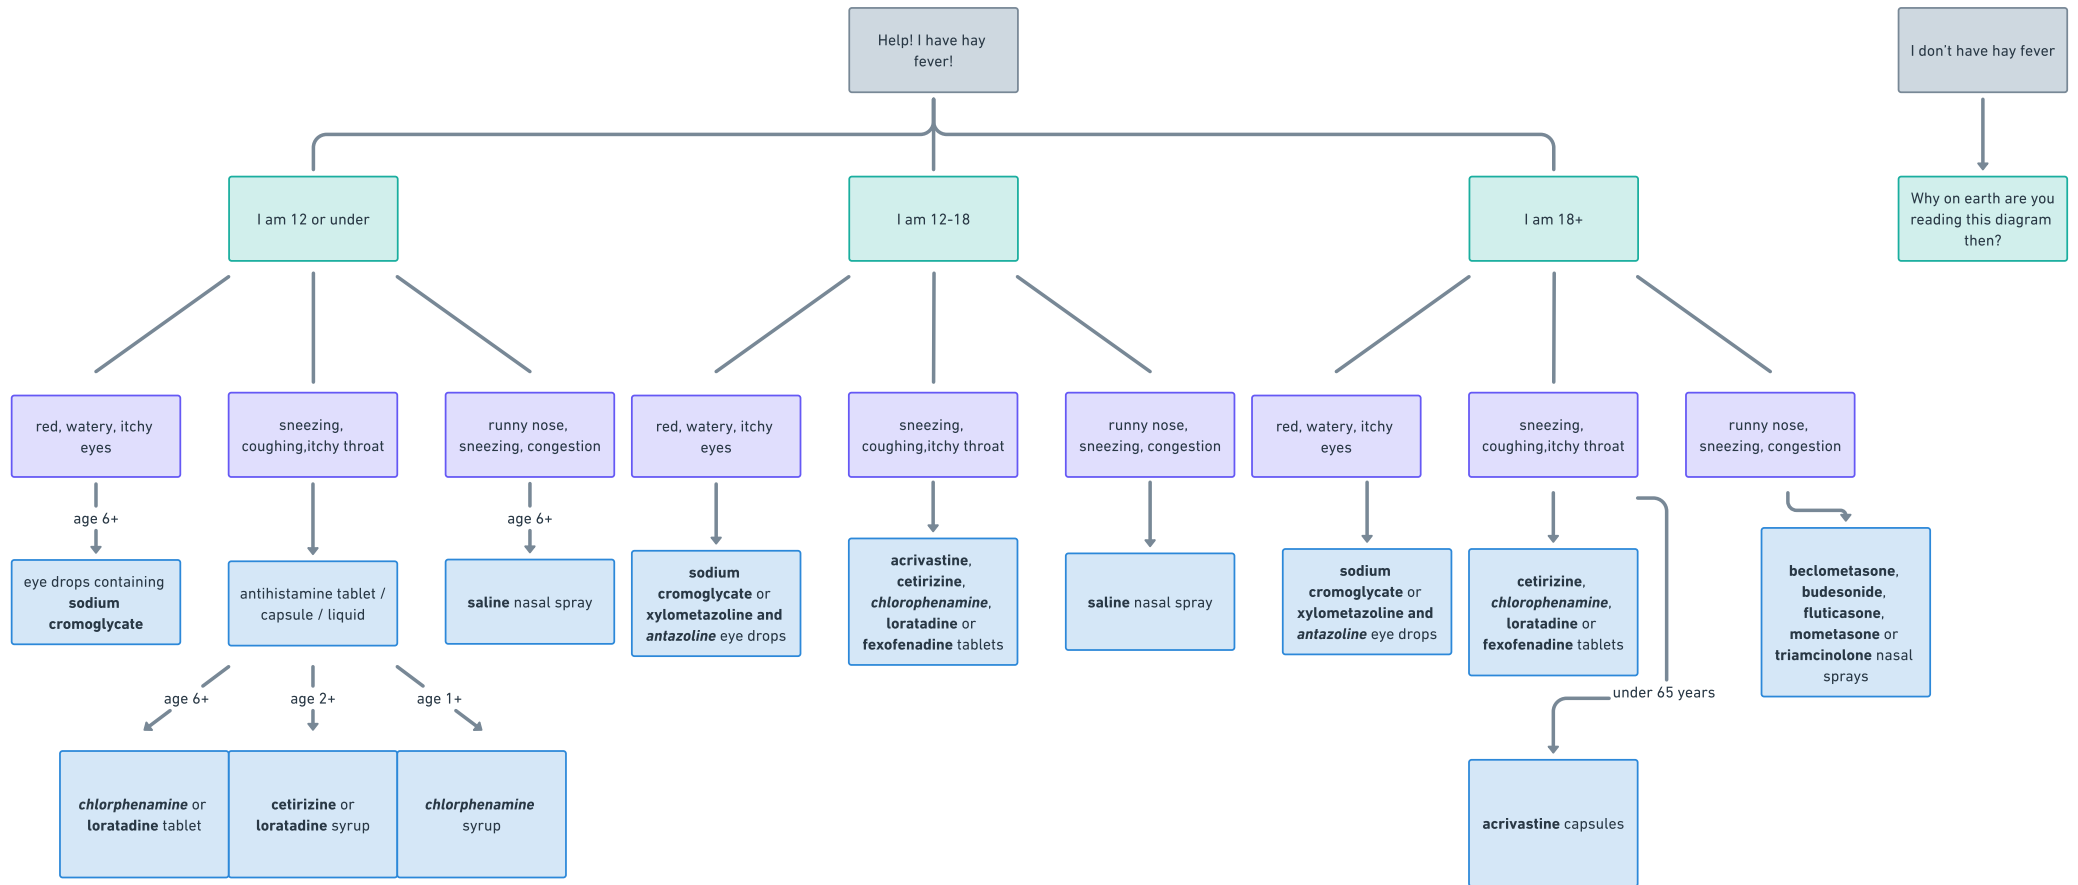 Help! I have hay
fever!
I don't have hay fever
I am 12 or under
I am 12-18
I am 18+
Why on earth are you
reading this diagram
then?
red, watery, itchy
eyes
sneezing,
coughing,itchy throat
runny nose,
sneezing, congestion
red, watery, itchy
eyes
sneezing,
coughing,itchy throat
runny nose,
sneezing, congestion
red, watery, itchy
eyes
sneezing,
coughing,itchy throat
runny nose,
sneezing, congestion
age 6+
age 6+
eye drops containing
sodium
cromoglycate
antihistamine tablet /
capsule / liquid
saline nasal spray
sodium
cromoglycate or
xylometazoline and
antazoline eye drops
acrivastine,
cetirizine,
chlorophenamine,
loratadine or
fexofenadine tablets
saline nasal spray
sodium
cromoglycate or
xylometazoline and
antazoline eye drops
cetirizine,
chlorophenamine,
loratadine or
fexofenadine tablets
beclometasone,
budesonide,
fluticasone,
mometasone or
triamcinolone nasal
sprays
age 6+
age 2+
age 1+
under 65 years
chlorphenamine or
loratadine tablet
cetirizine or
loratadine syrup
chlorphenamine
syrup
acrivastine capsules